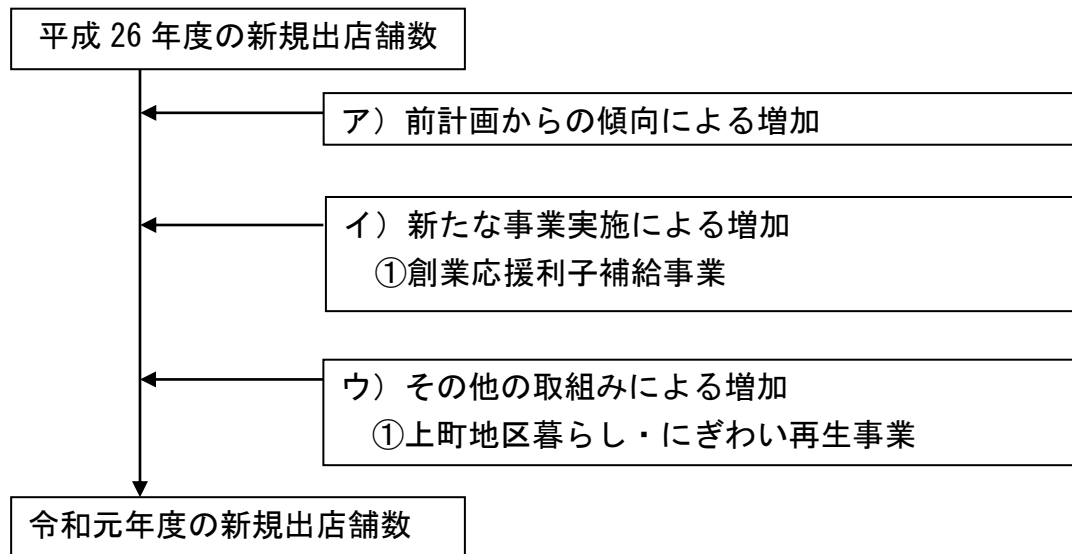 平成 26 年度の新規出店舗数
ア）前計画からの傾向による増加
イ）新たな事業実施による増加
①創業応援利子補給事業
ウ）その他の取組みによる増加
①上町地区暮らし・にぎわい再生事業
令和元年度の新規出店舗数